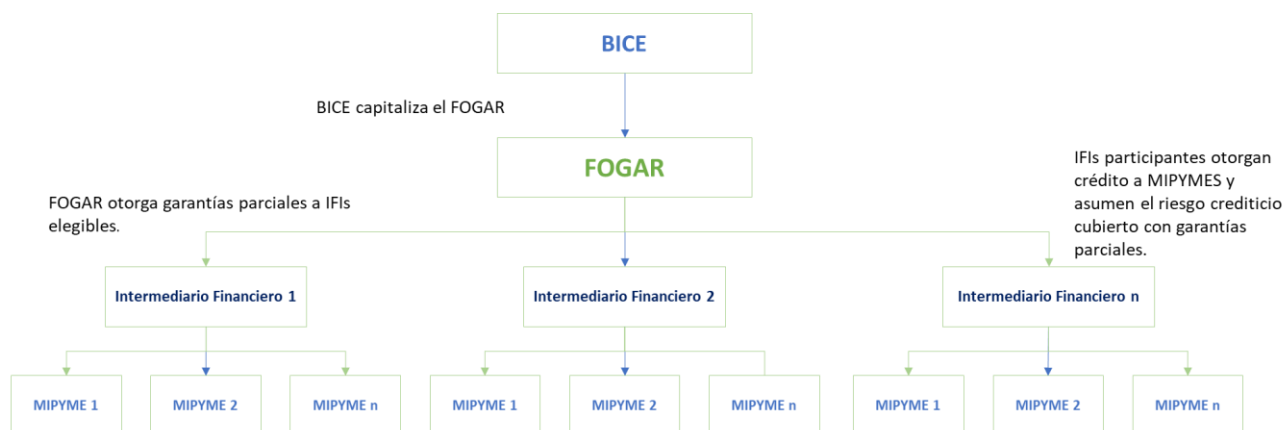 BICE
BICE capitaliza el FOGAR
FOGAR
IFIs participantes otorgan
crédito a MIPYMES y
asumen el riesgo crediticio
cubierto con garantías
parciales.
FOGAR otorga garantías parciales a IFIs
elegibles.
Intermediario Financiero 1
Intermediario Financiero 2
Intermediario Financiero n
MIPYME 1
MIPYME 2
MIPYME n
MIPYME 1
MIPYME 2
MIPYME n
MIPYME 1
MIPYME 2
MIPYME n